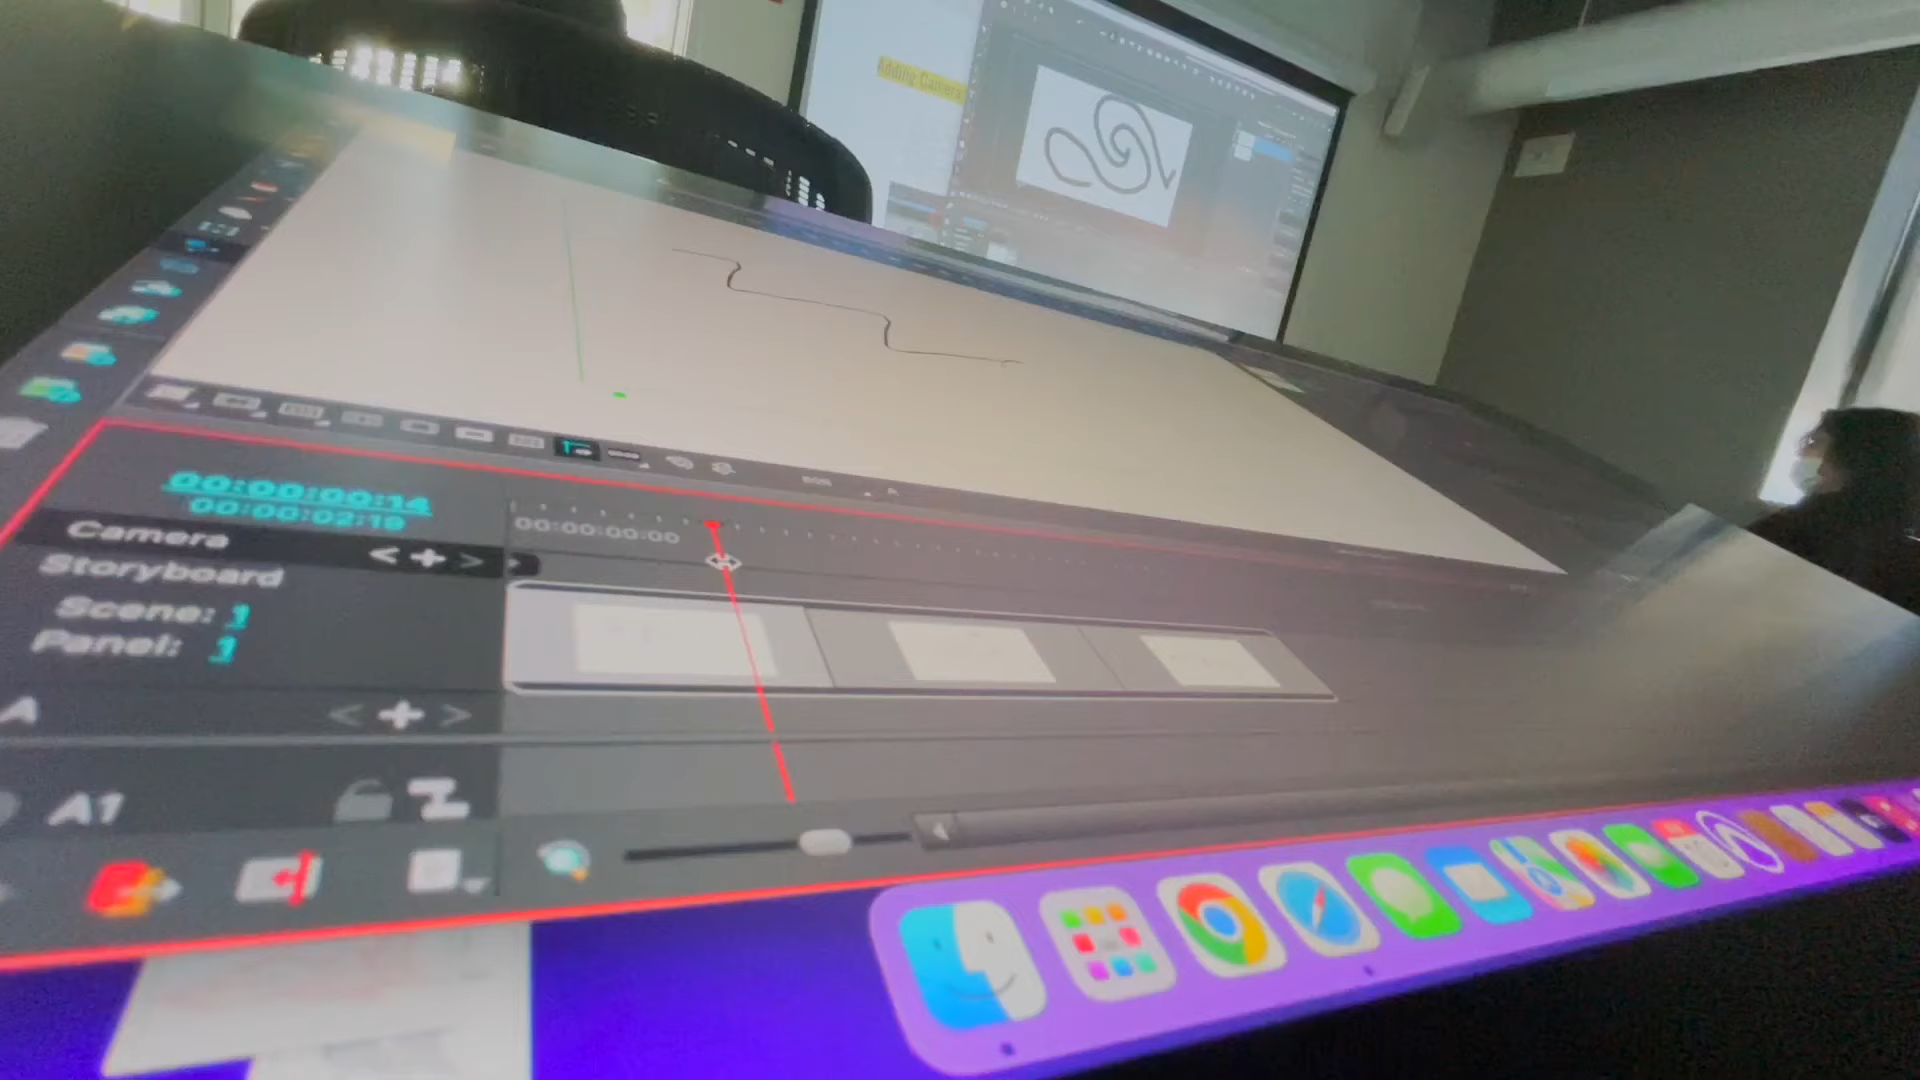 Adding Camera
00:00:00:14
00:00:02:19
00:00:00:00
Camera
Storyboard
Scene: 1
Panel: 1
A
A1